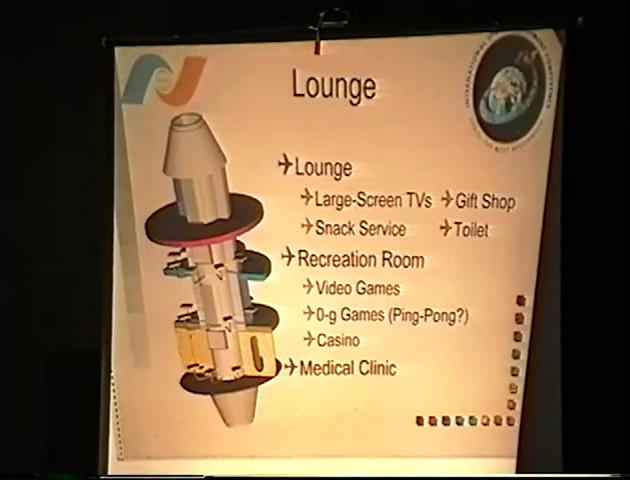 Lounge
Lounge
Large-Screen TVs Gift Shop
Snack Service Toilet
Recreation Room
Video Games
0-g Games (Ping-Pong?)
Casino
Medical Clinic